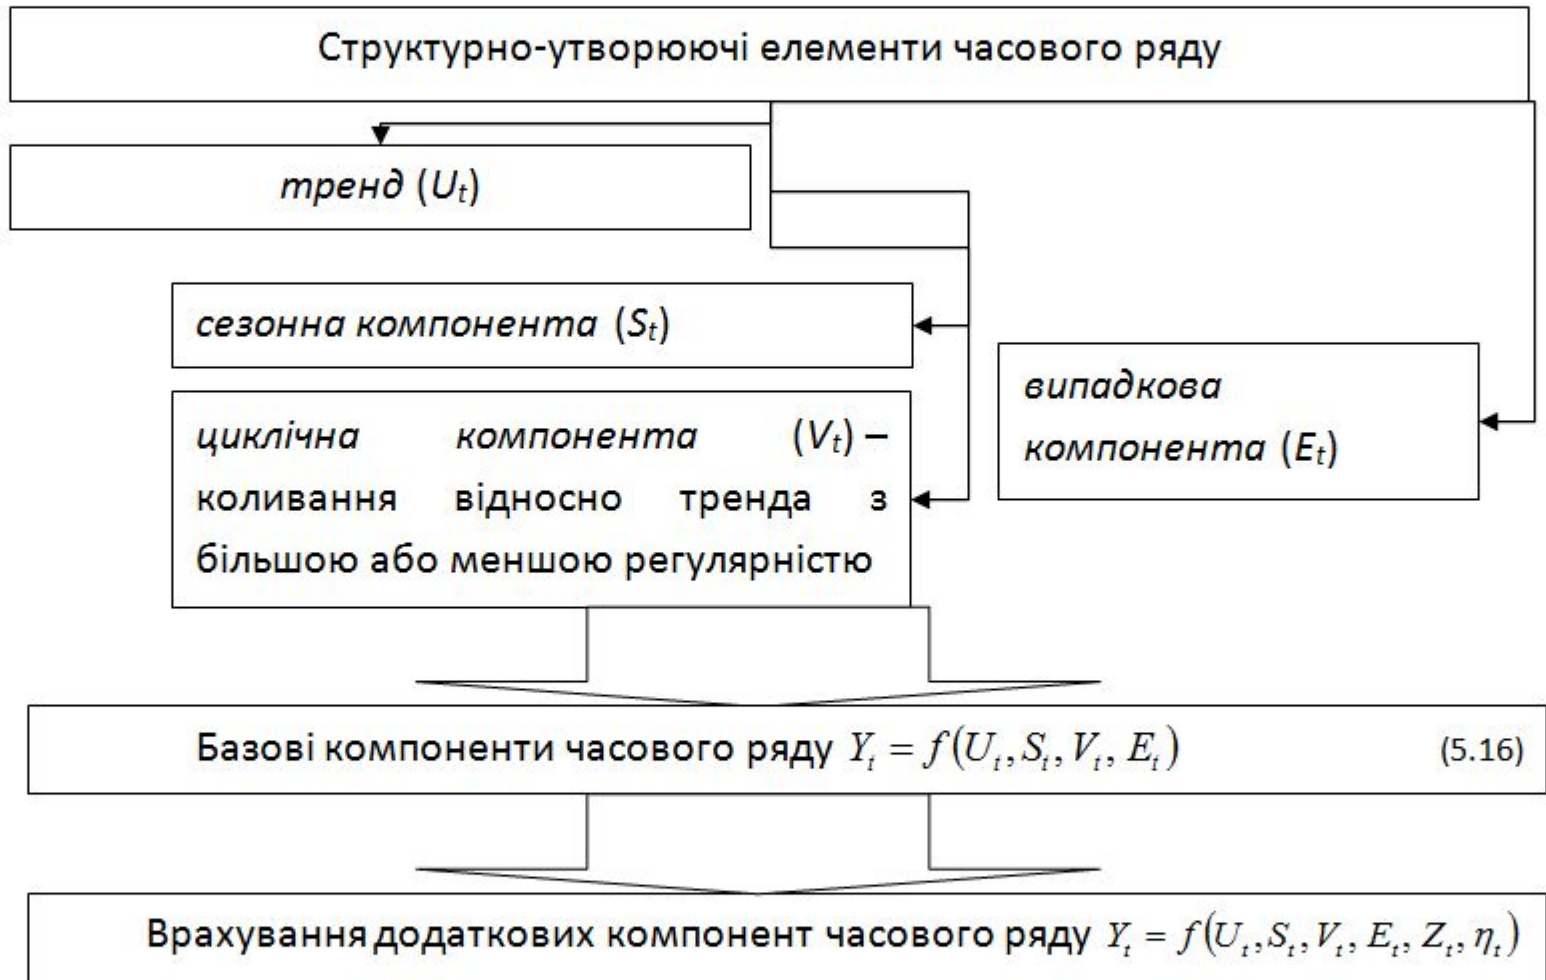 Структурно-утворюючі елементи часового ряду
тренд (Uₜ)
сезонна компонента (Sₜ)
випадкова
компонента (Eₜ)
циклічна компонента (Vₜ) –
коливання відносно тренда з
більшою або меншою регулярністю
Базові компоненти часового ряду Yₜ = f(Uₜ, Sₜ, Vₜ, Eₜ) (5.16)
Врахування додаткових компонент часового ряду Yₜ = f(Uₜ, Sₜ, Vₜ, Eₜ, Zₜ, ηₜ)